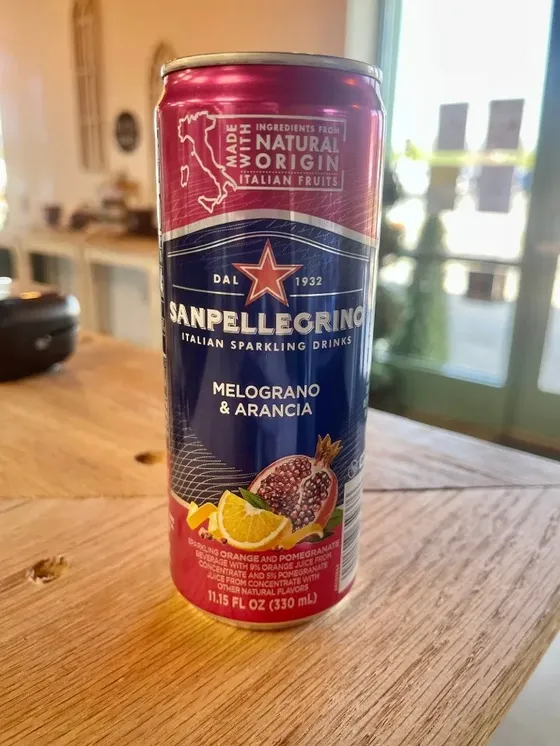 MADE WITH
INGREDIENTS FROM
NATURAL
ORIGIN
ITALIAN FRUITS
DAL 1932
SANPELLEGRINO
ITALIAN SPARKLING DRINKS
MELOGRANO
& ARANCIA
SPARKLING ORANGE AND POMEGRANATE
BEVERAGE WITH 9% ORANGE JUICE FROM
CONCENTRATE AND 5% POMEGRANATE
JUICE FROM CONCENTRATE WITH
OTHER NATURAL FLAVORS
11.15 FL OZ (330 mL)